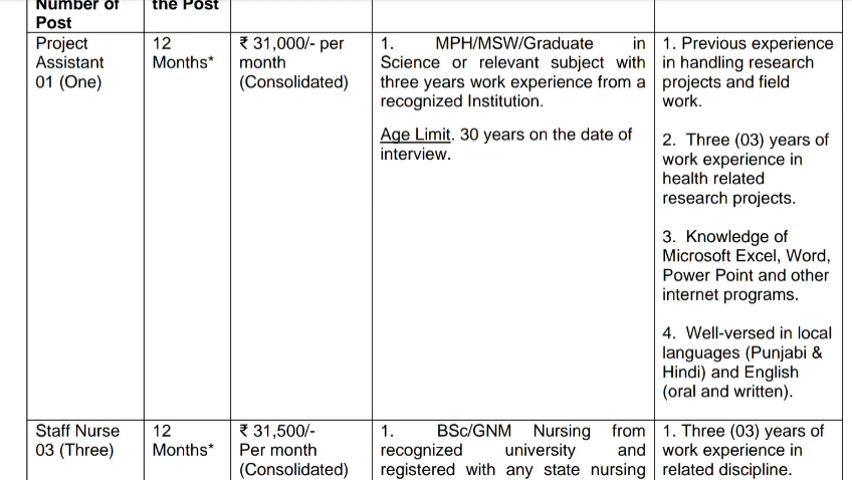 Number of
Post
the Post
Project
Assistant
01 (One)
12
Months*
₹ 31,000/- per
month
(Consolidated)
1. MPH/MSW/Graduate in
Science or relevant subject with
three years work experience from a
recognized Institution.
Age Limit. 30 years on the date of
interview.
1. Previous experience
in handling research
projects and field
work.
2. Three (03) years of
work experience in
health related
research projects.
3. Knowledge of
Microsoft Excel, Word,
Power Point and other
internet programs.
4. Well-versed in local
languages (Punjabi &
Hindi) and English
(oral and written).
Staff Nurse
03 (Three)
12
Months*
₹ 31,500/-
Per month
(Consolidated)
1. BSc/GNM Nursing from
recognized university and
registered with any state nursing
1. Three (03) years of
work experience in
related discipline.